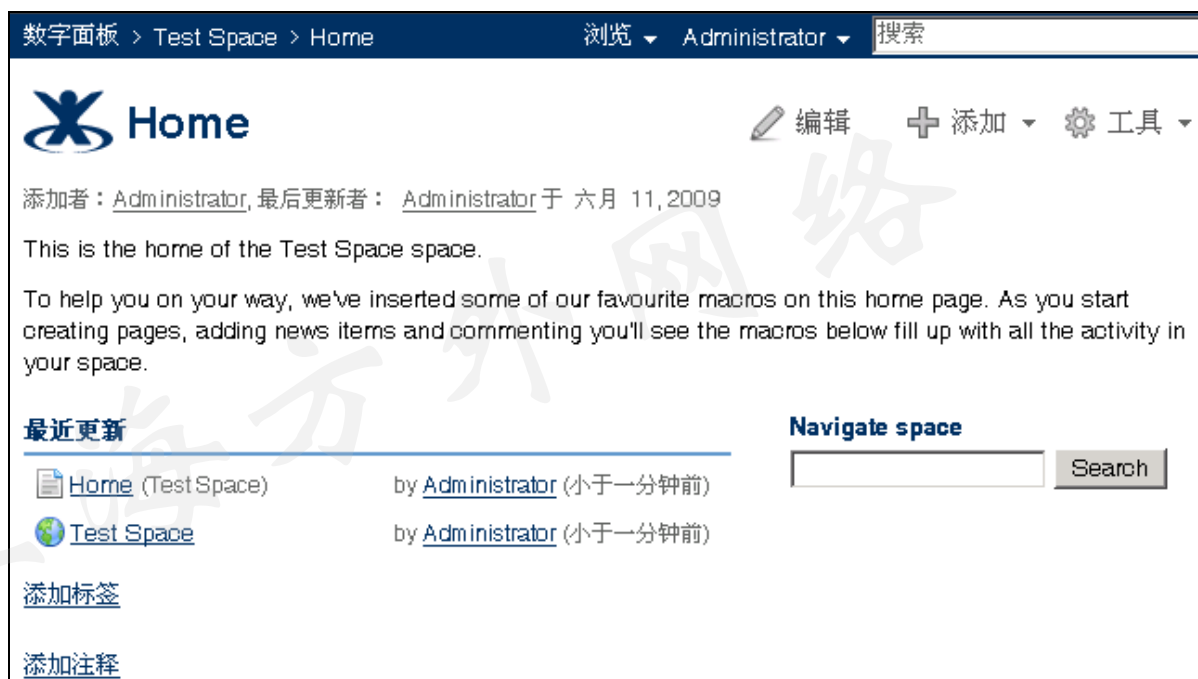 数字面板 > Test Space > Home 浏览 Administrator 搜索
Home 编辑 添加 工具
添加者：Administrator, 最后更新者： Administrator 于 六月 11, 2009
This is the home of the Test Space space.
To help you on your way, we've inserted some of our favourite macros on this home page. As you start
creating pages, adding news items and commenting you'll see the macros below fill up with all the activity in
your space.
最近更新 Navigate space
Home (Test Space) by Administrator (小于一分钟前) Search
Test Space by Administrator (小于一分钟前)
添加标签
添加注释
海方外网络